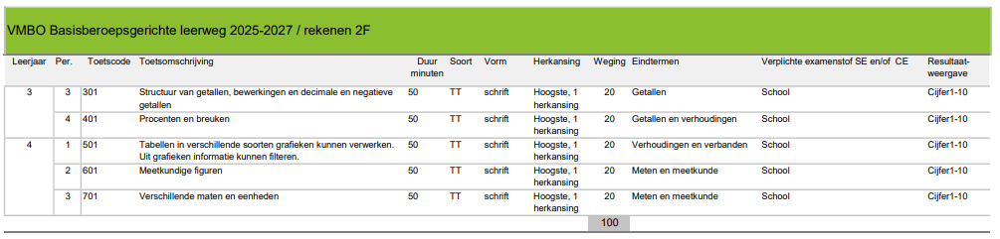 VMBO Basisberoepsgerichte leerweg 2025-2027 / rekenen 2F
Leerjaar Per. Toetscode Toetsomschrijving Duur minuten Soort Vorm Herkansing Weging Eindtermen Verplichte examenstof SE en/of CE Resultaat-weergave
3 3 301 Structuur van getallen, bewerkingen en decimale en negatieve 50 TT schrift Hoogste, 1 20 Getallen School Cijfer1-10
getallen herkansing
4 401 Procenten en breuken 50 TT schrift Hoogste, 1 20 Getallen en verhoudingen School Cijfer1-10
herkansing
4 1 501 Tabellen in verschillende soorten grafieken kunnen verwerken. 50 TT schrift Hoogste, 1 20 Verhoudingen en verbanden School Cijfer1-10
Uit grafieken informatie kunnen filteren. herkansing
2 601 Meetkundige figuren 50 TT schrift Hoogste, 1 20 Meten en meetkunde School Cijfer1-10
herkansing
3 701 Verschillende maten en eenheden 50 TT schrift Hoogste, 1 20 Meten en meetkunde School Cijfer1-10
herkansing
100